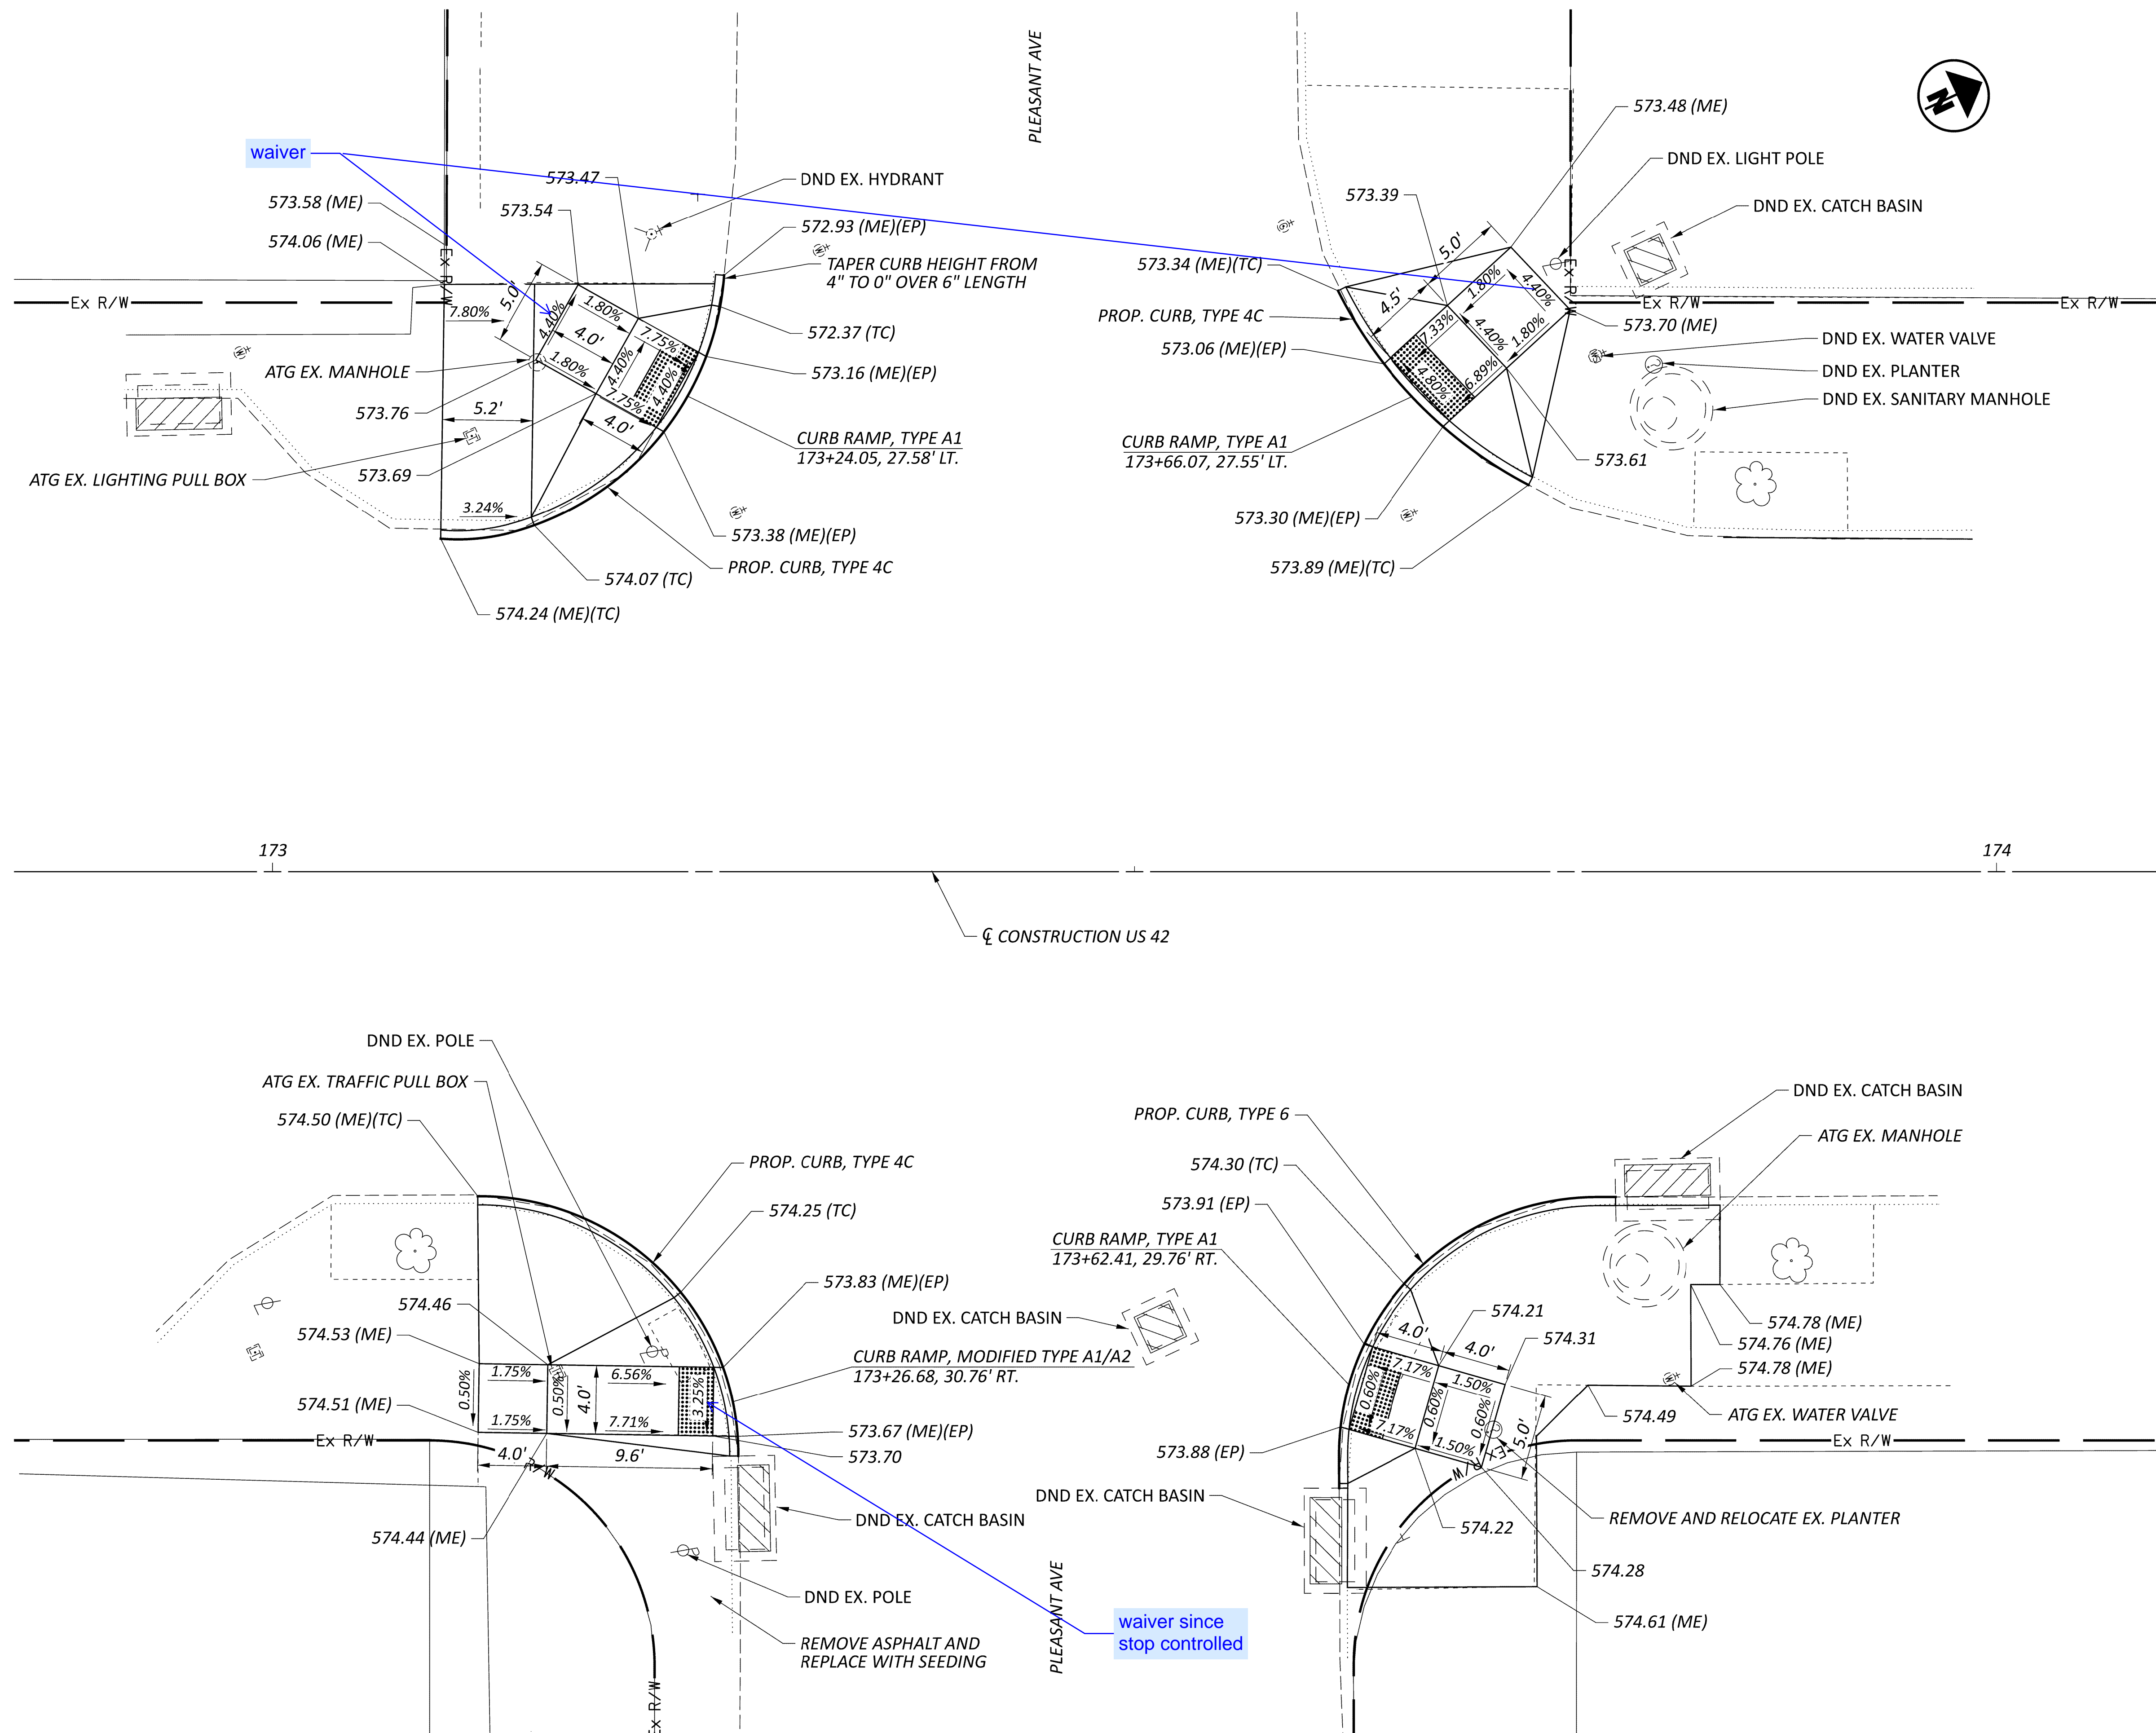 PLEASANT AVE
N
waiver
573.47
DND EX. HYDRANT
573.58 (ME)
573.54
574.06 (ME)
572.93 (ME)(EP)
TAPER CURB HEIGHT FROM
4" TO 0" OVER 6" LENGTH
Ex R/W
Ex R/W
7.80%
5.0'
4.40%
1.80%
4.0'
7.75%
572.37 (TC)
573.16 (ME)(EP)
ATG EX. MANHOLE
1.80%
4.40%
4.40%
7.75%
573.76
5.2'
4.0'
CURB RAMP, TYPE A1
173+24.05, 27.58' LT.
573.69
ATG EX. LIGHTING PULL BOX
3.24%
573.38 (ME)(EP)
574.07 (TC)
PROP. CURB, TYPE 4C
574.24 (ME)(TC)
573.48 (ME)
DND EX. LIGHT POLE
573.39
DND EX. CATCH BASIN
5.0'
573.34 (ME)(TC)
1.80%
4.40%
Ex R/W
Ex R/W
Ex R/W
4.5'
PROP. CURB, TYPE 4C
7.33%
4.40%
1.80%
573.70 (ME)
573.06 (ME)(EP)
DND EX. WATER VALVE
4.80%
6.89%
DND EX. PLANTER
DND EX. SANITARY MANHOLE
CURB RAMP, TYPE A1
173+66.07, 27.55' LT.
573.61
573.30 (ME)(EP)
573.89 (ME)(TC)
173
174
℄ CONSTRUCTION US 42
DND EX. POLE
ATG EX. TRAFFIC PULL BOX
574.50 (ME)(TC)
PROP. CURB, TYPE 4C
574.25 (TC)
574.46
573.83 (ME)(EP)
574.53 (ME)
CURB RAMP, MODIFIED TYPE A1/A2
173+26.68, 30.76' RT.
0.50%
1.75%
0.50%
4.0'
6.56%
3.25%
574.51 (ME)
1.75%
7.71%
573.67 (ME)(EP)
Ex R/W
4.0'
9.6'
573.70
R/W
574.44 (ME)
DND EX. CATCH BASIN
DND EX. POLE
REMOVE ASPHALT AND
REPLACE WITH SEEDING
Ex R/W
PLEASANT AVE
waiver since
stop controlled
DND EX. CATCH BASIN
PROP. CURB, TYPE 6
ATG EX. MANHOLE
574.30 (TC)
573.91 (EP)
CURB RAMP, TYPE A1
173+62.41, 29.76' RT.
DND EX. CATCH BASIN
574.21
574.78 (ME)
574.31
574.76 (ME)
4.0'
4.0'
574.78 (ME)
7.17%
1.50%
0.60%
0.60%
0.60%
574.49
ATG EX. WATER VALVE
7.17%
1.50%
5.0'
Ex R/W
Ex R/W
573.88 (EP)
DND EX. CATCH BASIN
574.22
REMOVE AND RELOCATE EX. PLANTER
574.28
574.61 (ME)